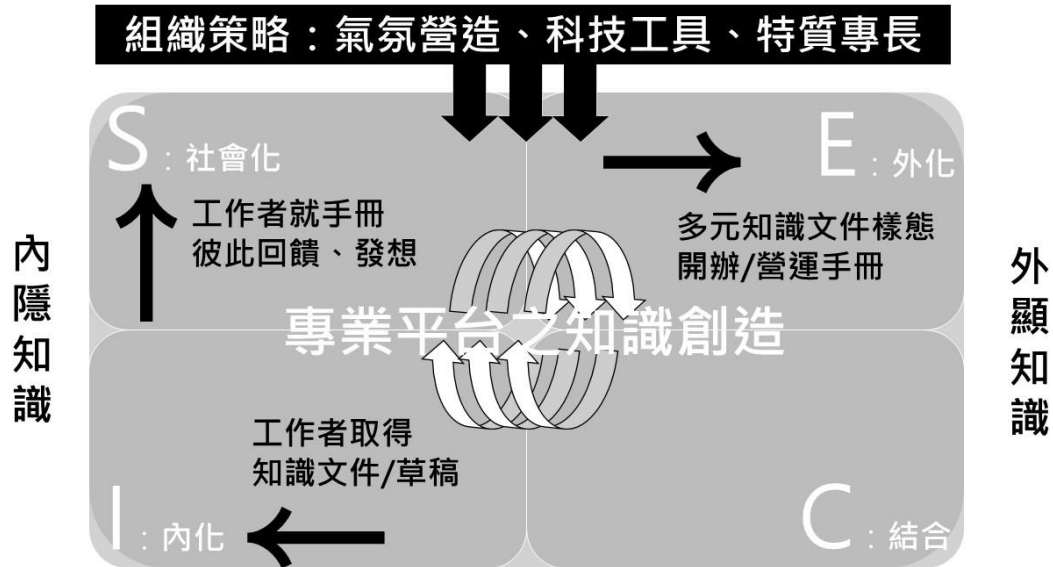 組織策略：氣氛營造、科技工具、特質專長
S：社會化
E：外化
工作者就手冊
彼此回饋、發想
多元知識文件樣態
開辦/營運手冊
內隱知識
外顯知識
專業平台之知識創造
工作者取得
知識文件/草稿
I：內化
C：結合